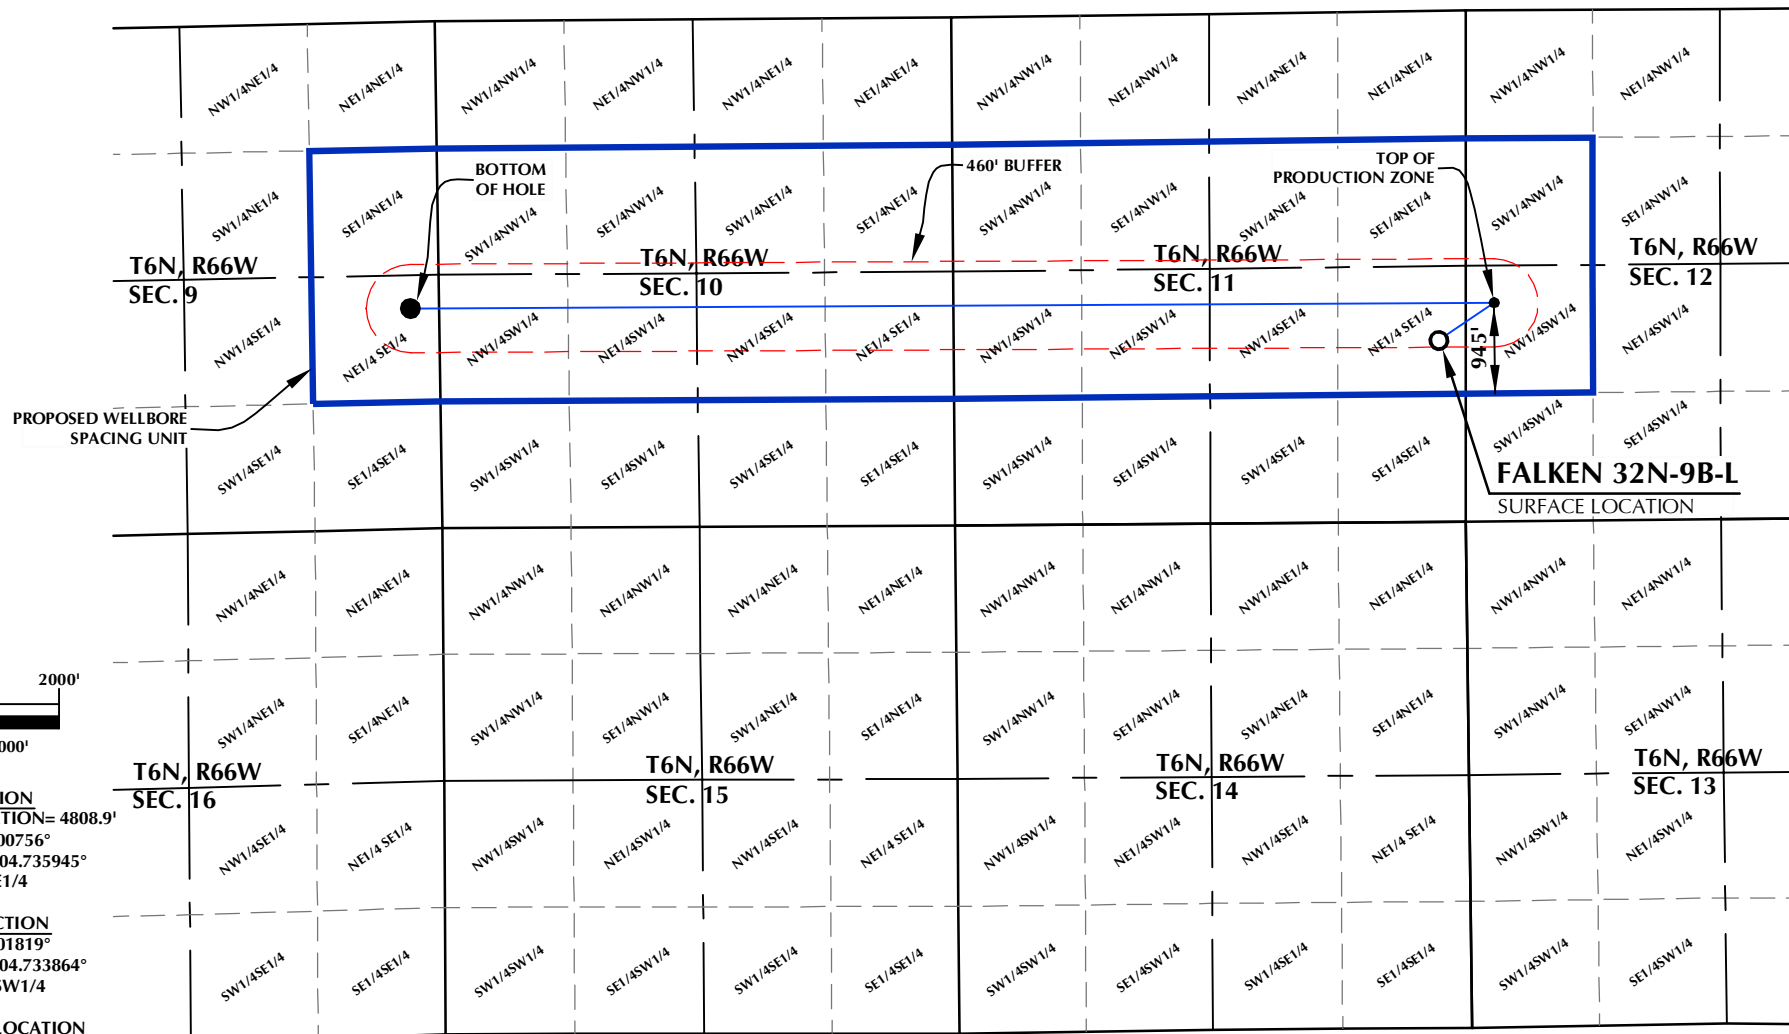 NW1/4NE1/4
NE1/4NE1/4
NW1/4NW1/4
NE1/4NW1/4
NW1/4NE1/4
NE1/4NE1/4
NW1/4NW1/4
NE1/4NW1/4
NW1/4NE1/4
NE1/4NE1/4
NW1/4NW1/4
NE1/4NW1/4
BOTTOM
OF HOLE
460' BUFFER
TOP OF
PRODUCTION ZONE
SW1/4NE1/4
SE1/4NE1/4
SW1/4NW1/4
SE1/4NW1/4
SW1/4NE1/4
SE1/4NE1/4
SW1/4NW1/4
SE1/4NW1/4
SW1/4NE1/4
SE1/4NE1/4
SW1/4NW1/4
SE1/4NW1/4
T6N, R66W
SEC. 9
T6N, R66W
SEC. 10
T6N, R66W
SEC. 11
T6N, R66W
SEC. 12
NW1/4SE1/4
NE1/4 SE1/4
NW1/4SW1/4
NE1/4SW1/4
NW1/4SE1/4
NE1/4 SE1/4
NW1/4SW1/4
NE1/4SW1/4
NW1/4SE1/4
NE1/4 SE1/4
945'
NW1/4SW1/4
NE1/4SW1/4
PROPOSED WELLBORE
SPACING UNIT
SW1/4SE1/4
SE1/4SE1/4
SW1/4SW1/4
SE1/4SW1/4
SW1/4SE1/4
SE1/4SE1/4
SW1/4SW1/4
SE1/4SW1/4
SW1/4SE1/4
SE1/4SE1/4
SW1/4SW1/4
SE1/4SW1/4
FALKEN 32N-9B-L
SURFACE LOCATION
NW1/4NE1/4
NE1/4NE1/4
NW1/4NW1/4
NE1/4NW1/4
NW1/4NE1/4
NE1/4NE1/4
NW1/4NW1/4
NE1/4NW1/4
NW1/4NE1/4
NE1/4NE1/4
NW1/4NW1/4
NE1/4NW1/4
2000'
000'
SW1/4NE1/4
SE1/4NE1/4
SW1/4NW1/4
SE1/4NW1/4
SW1/4NE1/4
SE1/4NE1/4
SW1/4NW1/4
SE1/4NW1/4
SW1/4NE1/4
SE1/4NE1/4
SW1/4NW1/4
SE1/4NW1/4
T6N, R66W
SEC. 16
T6N, R66W
SEC. 15
T6N, R66W
SEC. 14
T6N, R66W
SEC. 13
ION
TION= 4808.9'
00756°
04.735945°
E1/4
NW1/4SE1/4
NE1/4 SE1/4
NW1/4SW1/4
NE1/4SW1/4
NW1/4SE1/4
NE1/4 SE1/4
NW1/4SW1/4
NE1/4SW1/4
NW1/4SE1/4
NE1/4 SE1/4
NW1/4SW1/4
NE1/4SW1/4
CTION
01819°
04.733864°
SW1/4
SW1/4SE1/4
SE1/4SE1/4
SW1/4SW1/4
SE1/4SW1/4
SW1/4SE1/4
SE1/4SE1/4
SW1/4SW1/4
SE1/4SW1/4
SW1/4SE1/4
SE1/4SE1/4
SW1/4SW1/4
SE1/4SW1/4
LOCATION